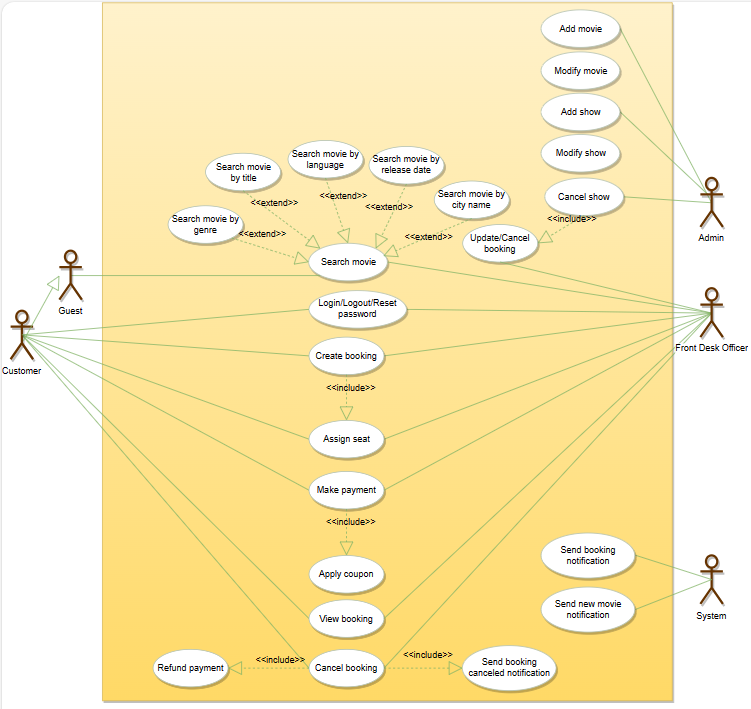 Add movie
Modify movie
Add show
Modify show
Cancel show
<<include>>
Update/Cancel
booking
Search movie by
language
Search movie by
release date
Search movie
by title
Search movie by
city name
Search movie by
genre
<<extend>>
<<extend>>
<<extend>>
<<extend>>
<<extend>>
Search movie
Admin
Guest
Login/Logout/Reset
password
Customer
Front Desk Officer
Create booking
<<include>>
Assign seat
Make payment
<<include>>
Apply coupon
Send booking
notification
Send new movie
notification
System
View booking
Refund payment
<<include>>
Cancel booking
<<include>>
Send booking
canceled notification